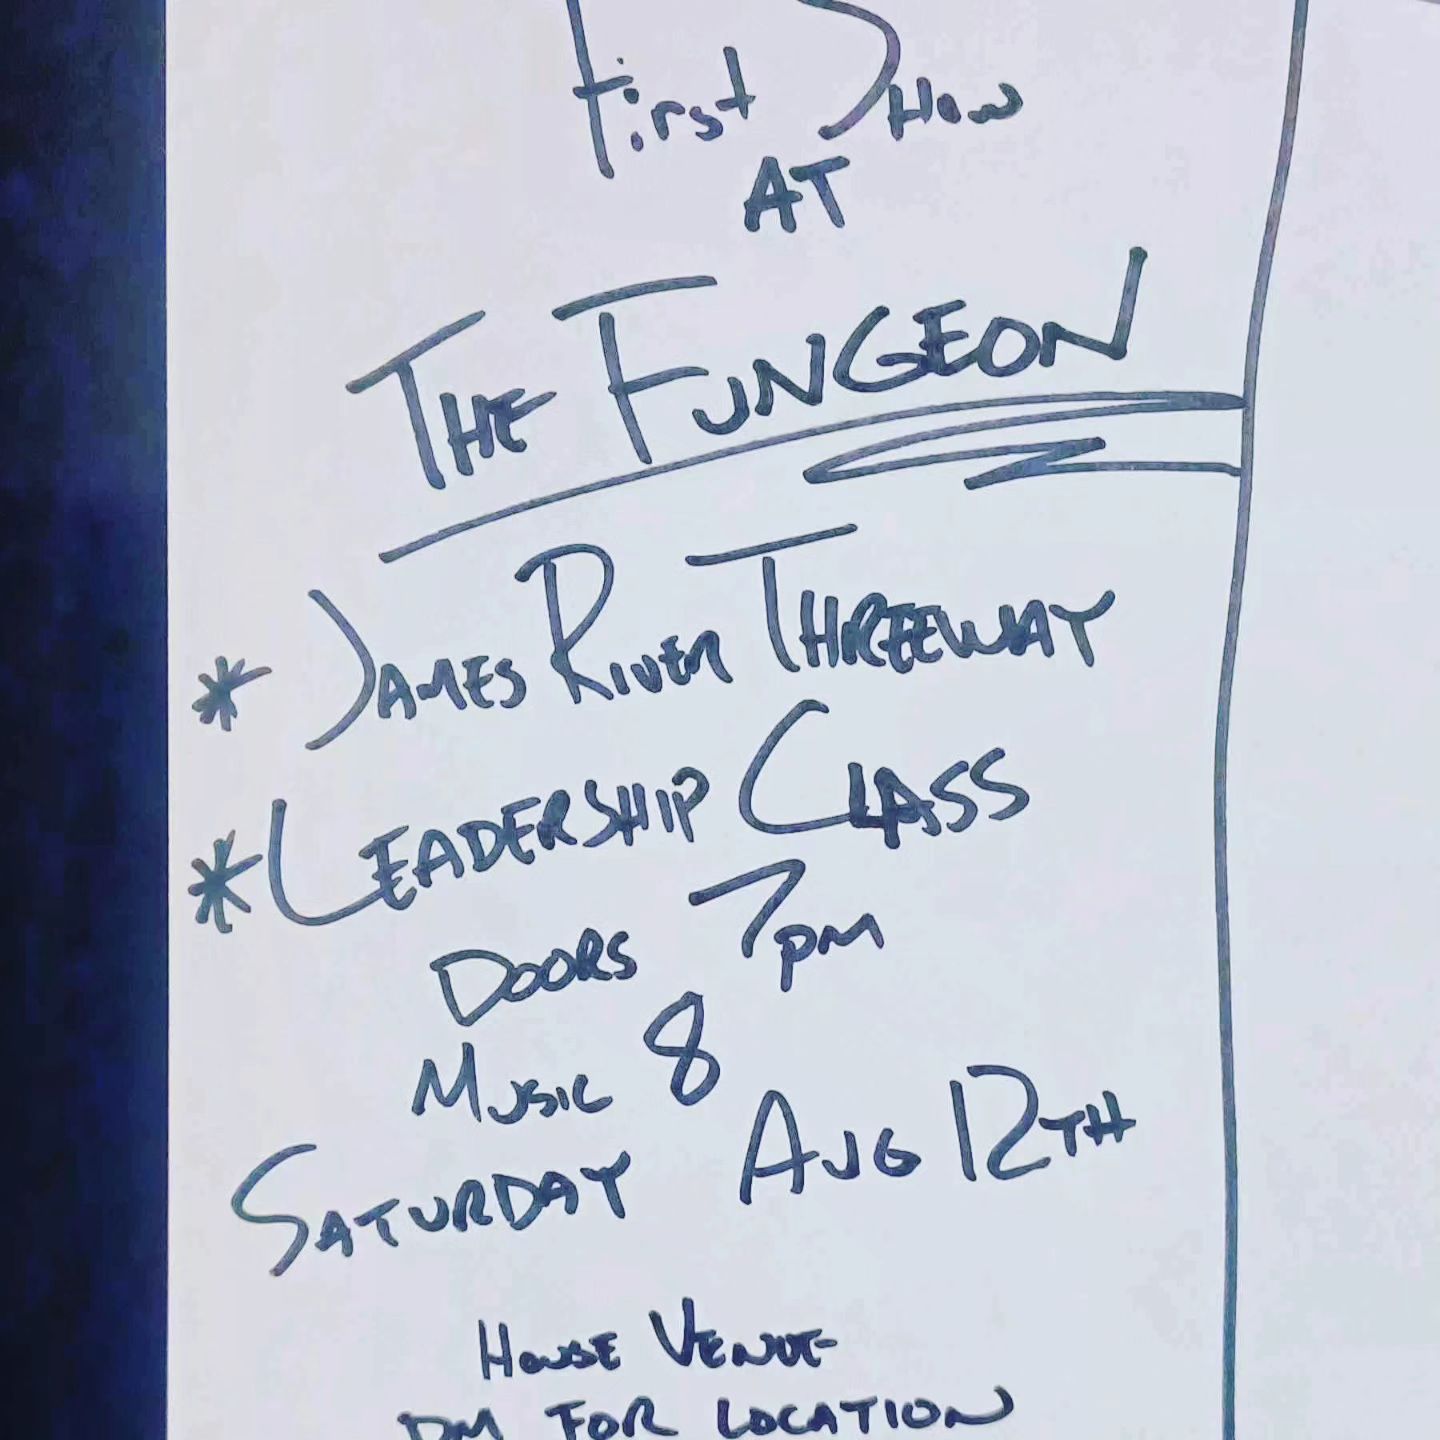 First Show
AT
THE FUNGEON
* JAMES RIVER THREEWAY
* LEADERSHIP CLASS
DOORS 7pm
MUSIC 8
SATURDAY AUG 12TH
HOUSE VENUE-
DM FOR LOCATION